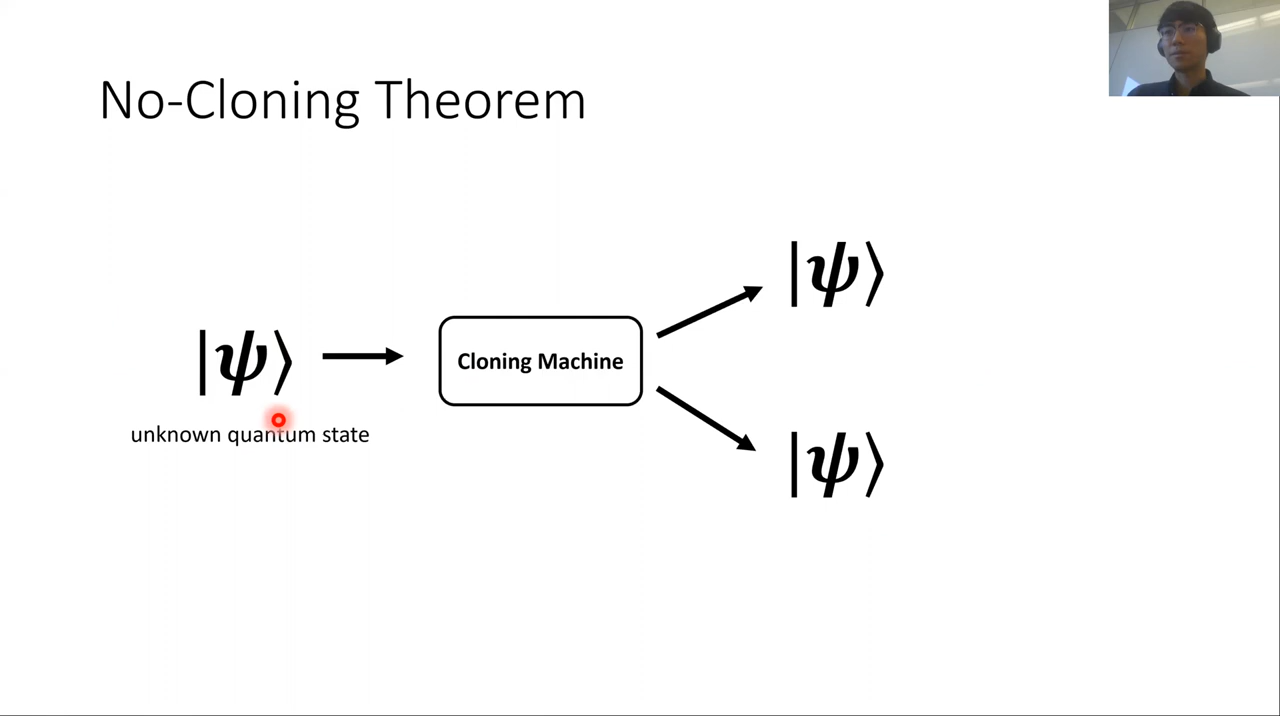 No-Cloning Theorem
|ψ⟩
|ψ⟩
Cloning Machine
unknown quantum state
|ψ⟩